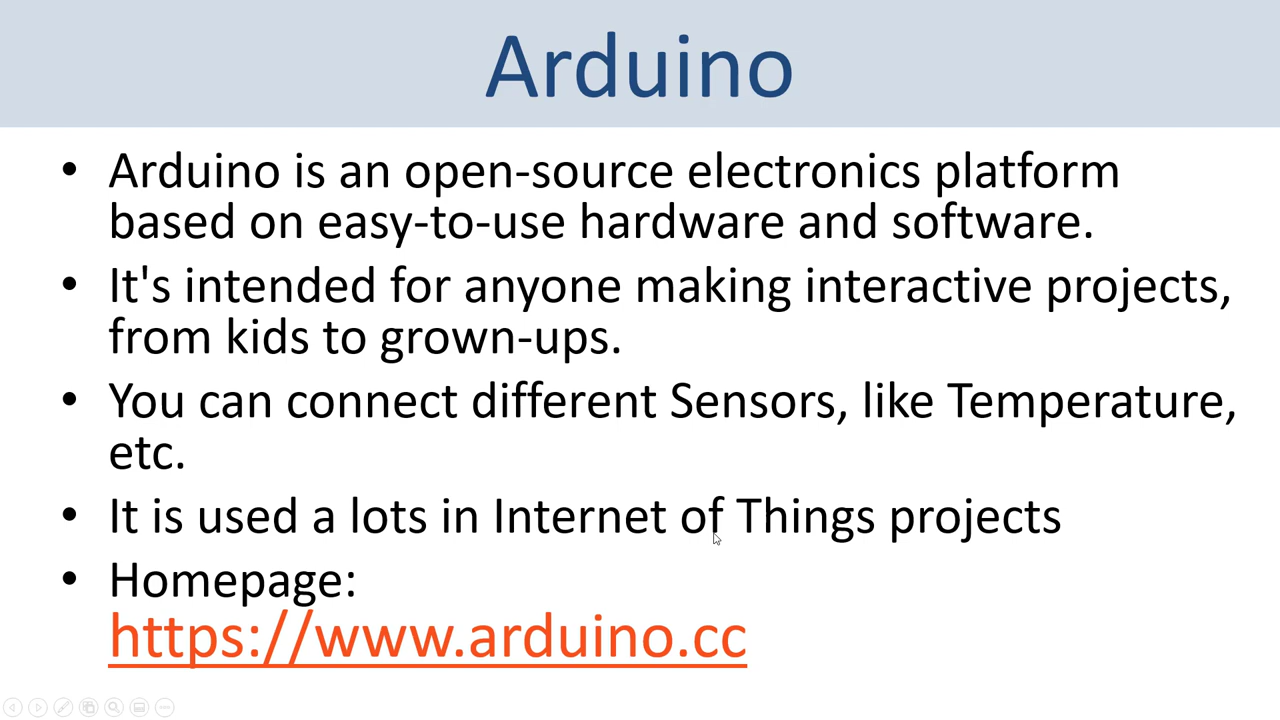 Arduino
• Arduino is an open-source electronics platform
based on easy-to-use hardware and software.
• It's intended for anyone making interactive projects,
from kids to grown-ups.
• You can connect different Sensors, like Temperature,
etc.
• It is used a lots in Internet of Things projects
• Homepage:
https://www.arduino.cc